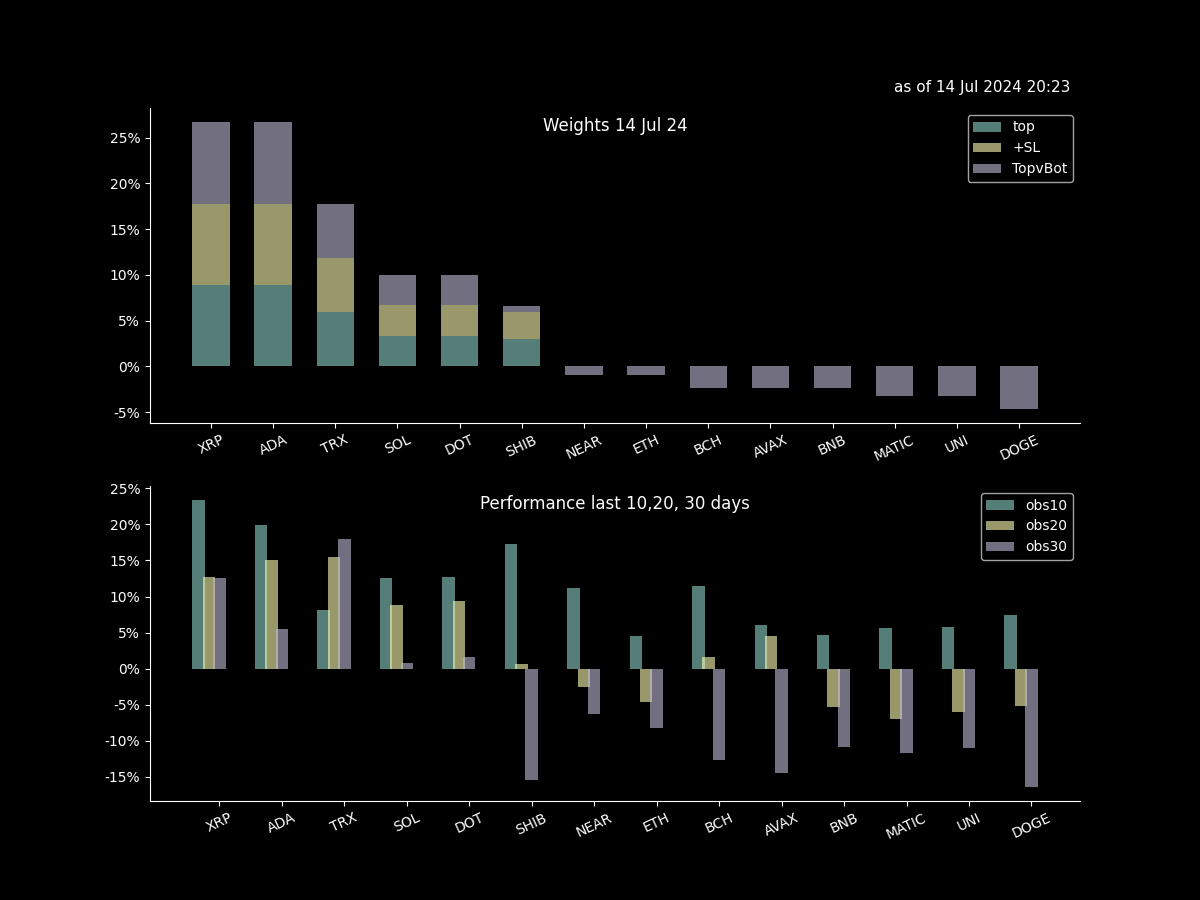 as of 14 Jul 2024 20:23
Weights 14 Jul 24
top
+SL
TopvBot
25%
20%
15%
10%
5%
0%
-5%
XRP ADA TRX SOL DOT SHIB NEAR ETH BCH AVAX BNB MATIC UNI DOGE
Performance last 10,20, 30 days
obs10
obs20
obs30
25%
20%
15%
10%
5%
0%
-5%
-10%
-15%
XRP ADA TRX SOL DOT SHIB NEAR ETH BCH AVAX BNB MATIC UNI DOGE